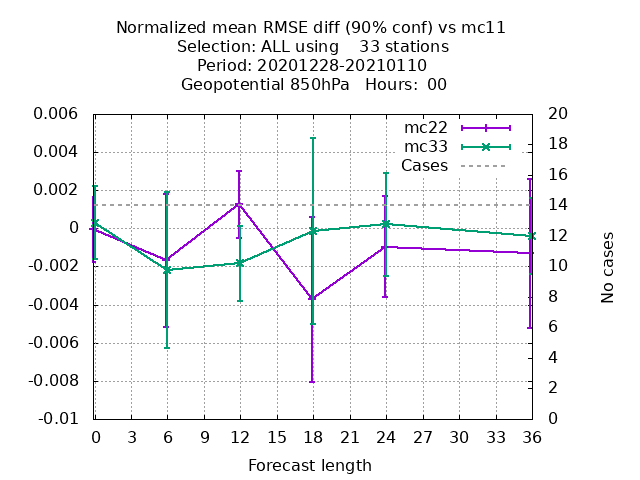 Normalized mean RMSE diff (90% conf) vs mc11
Selection: ALL using    33 stations
Period: 20201228-20210110
Geopotential 850hPa   Hours:  00
mc22
mc33
Cases
0.006
0.004
0.002
0
-0.002
-0.004
-0.006
-0.008
-0.01
20
18
16
14
12
10
8
6
4
2
0
No cases
0 3 6 9 12 15 18 21 24 27 30 33 36
Forecast length